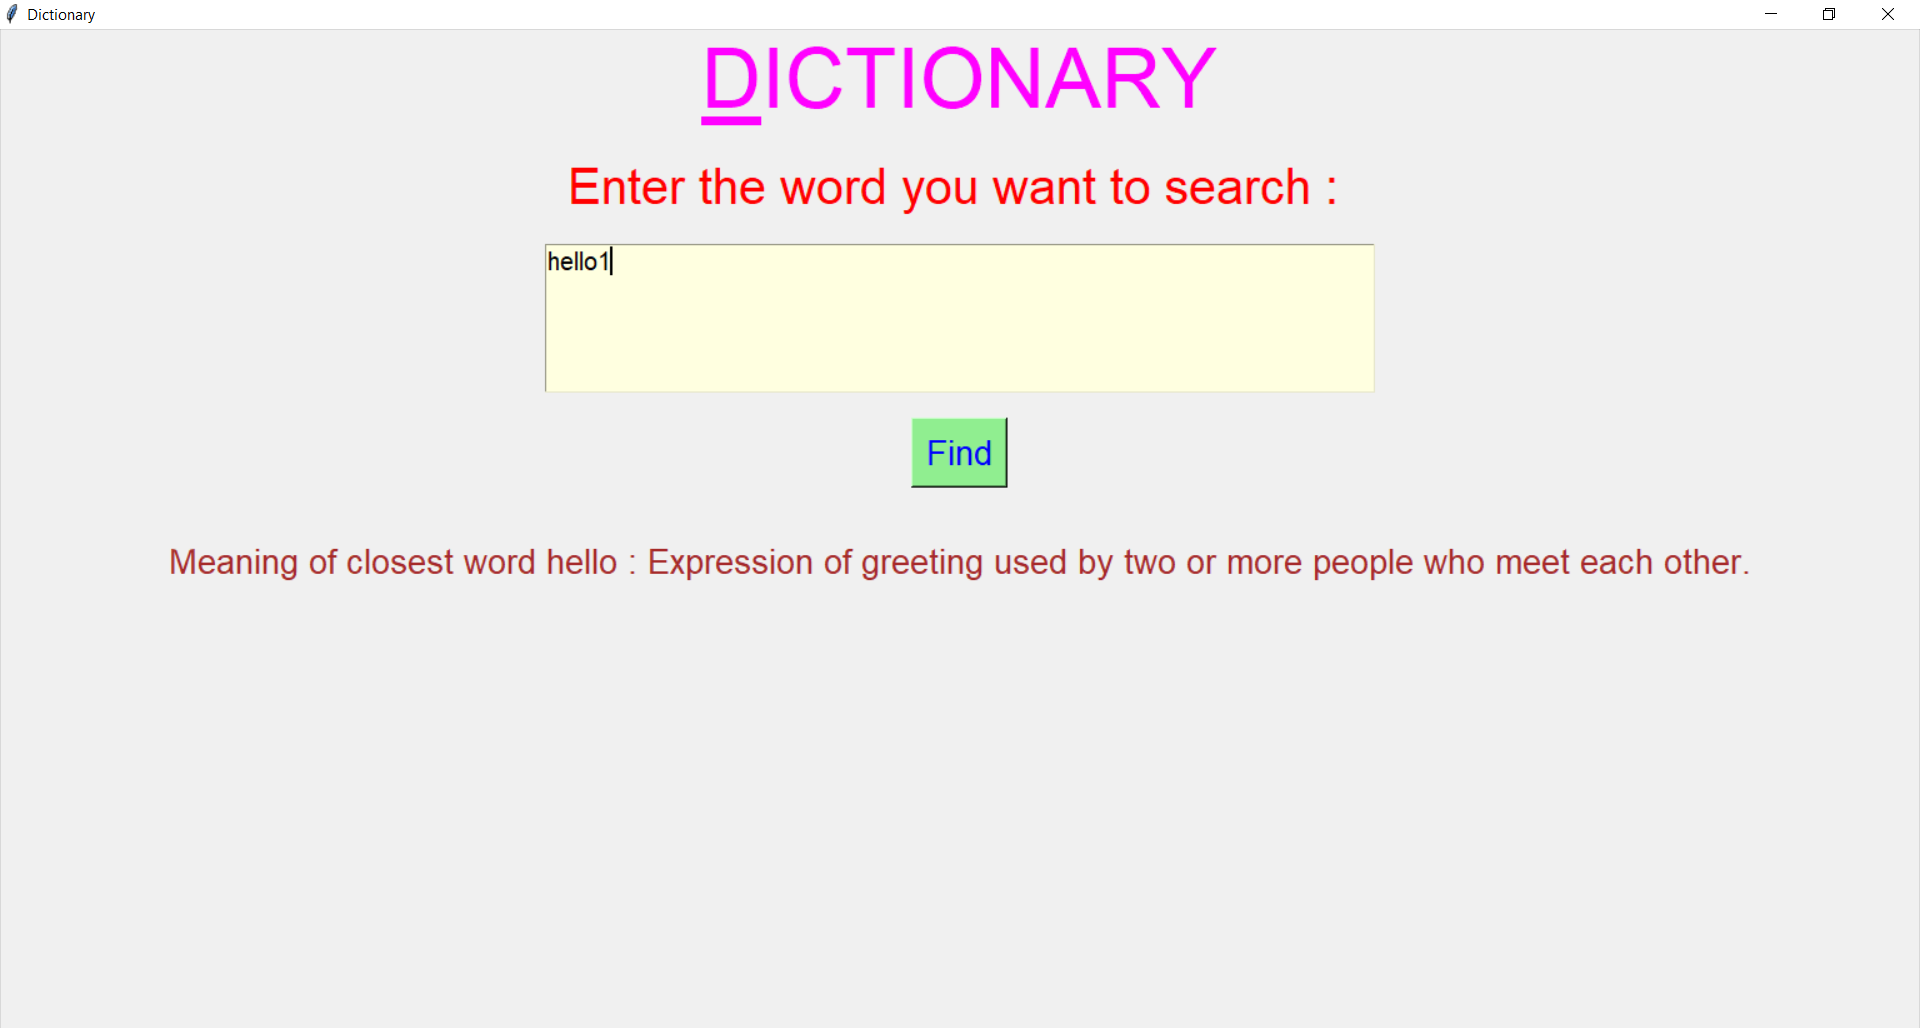 Dictionary
DICTIONARY
Enter the word you want to search :
hello1
Find
Meaning of closest word hello : Expression of greeting used by two or more people who meet each other.